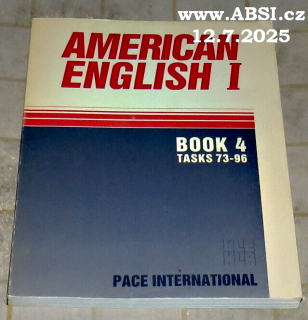 www.ABSI.cz
12.7.2025
AMERICAN
ENGLISH I
BOOK 4
TASKS 73-96
PACE INTERNATIONAL